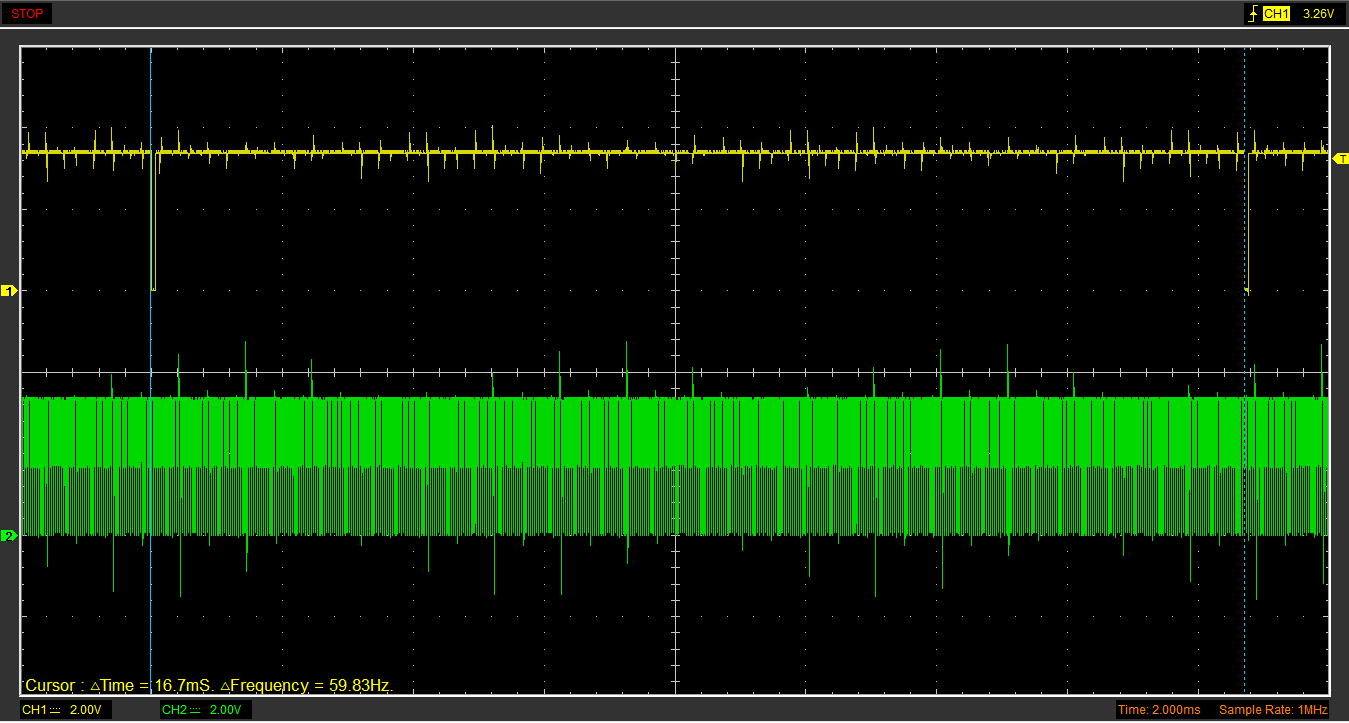 STOP
CH1 3.26V
T
1
2
Cursor : △Time = 16.7mS. △Frequency = 59.83Hz.
CH1 2.00V CH2 2.00V Time: 2.000ms Sample Rate: 1MHz